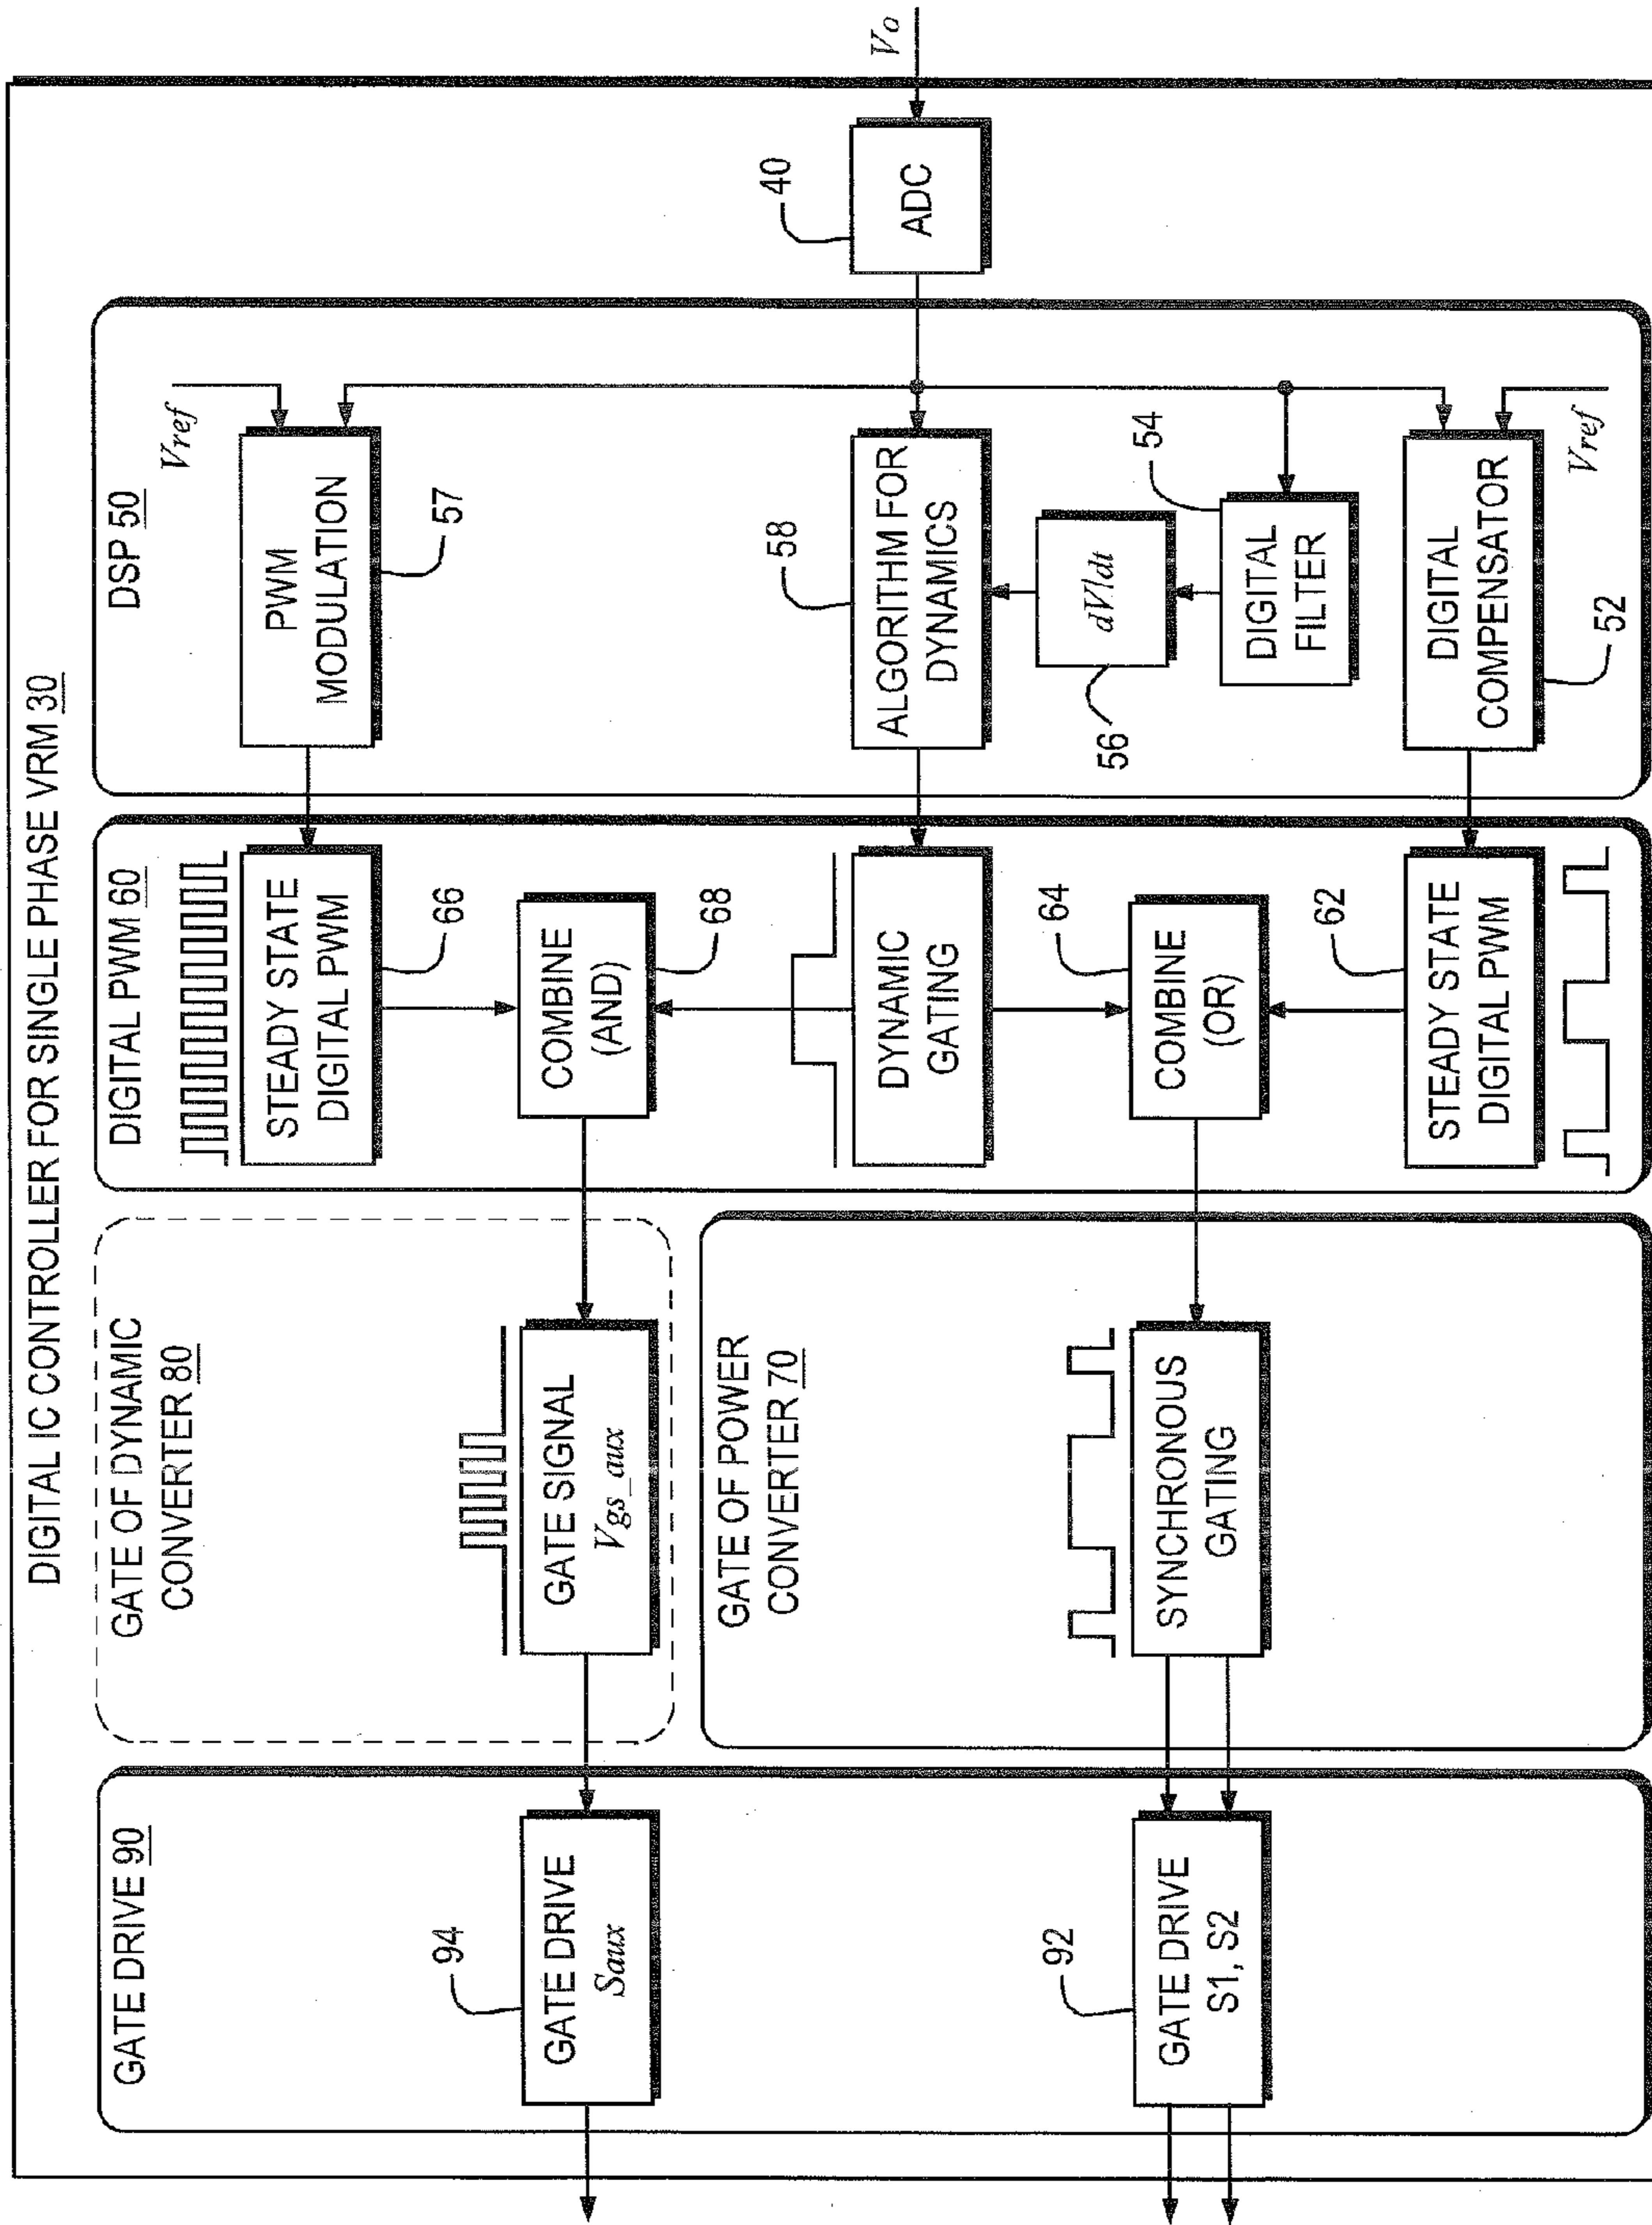 DIGITAL IC CONTROLLER FOR SINGLE PHASE VRM 30
GATE DRIVE 90
94
GATE DRIVE
Saux
92
GATE DRIVE
S1, S2
GATE OF DYNAMIC
CONVERTER 80
GATE SIGNAL
Vgs_aux
GATE OF POWER
CONVERTER 70
SYNCHRONOUS
GATING
DIGITAL PWM 60
STEADY STATE
DIGITAL PWM
66
COMBINE
(AND)
68
DYNAMIC
GATING
64
COMBINE
(OR)
62
STEADY STATE
DIGITAL PWM
DSP 50
Vref
PWM
MODULATION
57
58
ALGORITHM FOR
DYNAMICS
dV/dt
56
54
DIGITAL
FILTER
DIGITAL
COMPENSATOR
52
Vref
40
ADC
Vo